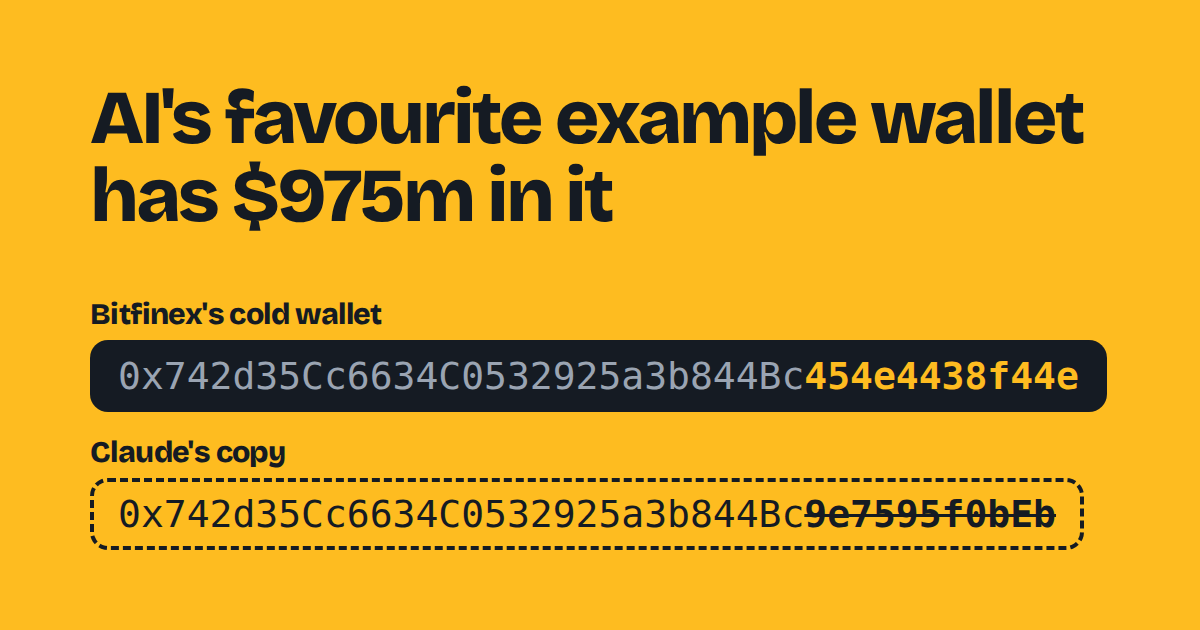 AI's favourite example wallet
has $975m in it
Bitfinex's cold wallet
0x742d35Cc6634C0532925a3b844Bc454e4438f44e
Claude's copy
0x742d35Cc6634C0532925a3b844Bc9e7595f0bEb